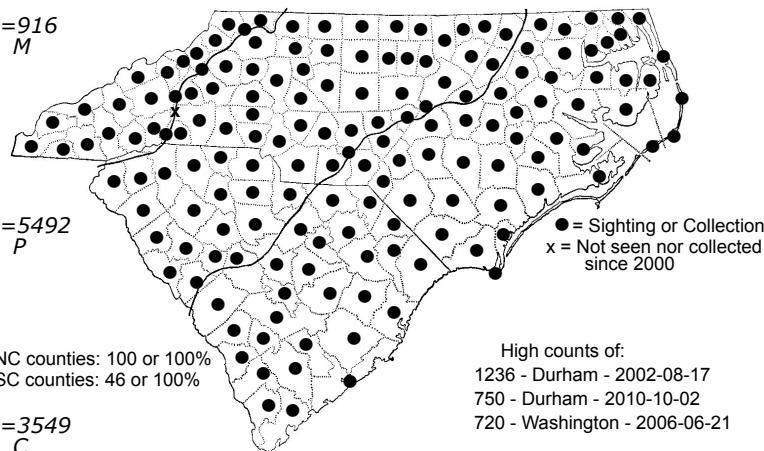 =916
M
x
=5492
P
● = Sighting or Collection
x = Not seen nor collected
since 2000
NC counties: 100 or 100%
SC counties: 46 or 100%
High counts of:
1236 - Durham - 2002-08-17
750 - Durham - 2010-10-02
720 - Washington - 2006-06-21
=3549
C